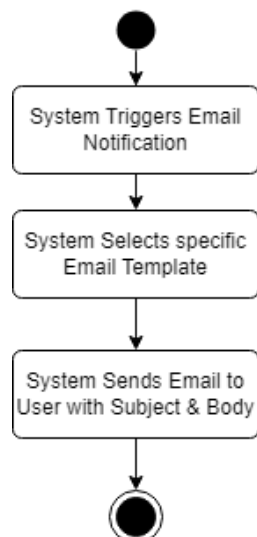 System Triggers Email
Notification
System Selects specific
Email Template
System Sends Email to
User with Subject & Body